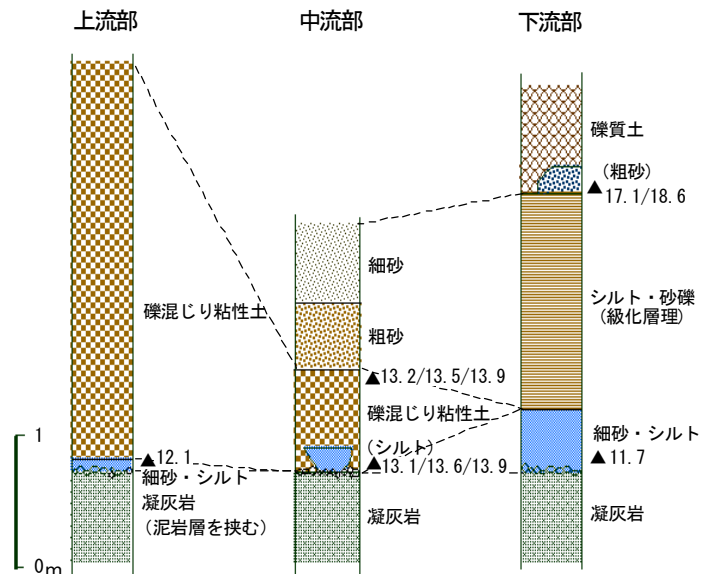 上流部
中流部
下流部
礫混じり粘性土
▲12.1
細砂・シルト
凝灰岩
(泥岩層を挟む)
細砂
粗砂
▲13.2/13.5/13.9
礫混じり粘性土
(シルト)
▲13.1/13.6/13.9
凝灰岩
礫質土
(粗砂)
▲17.1/18.6
シルト・砂礫
(級化層理)
細砂・シルト
▲11.7
凝灰岩
1
0m